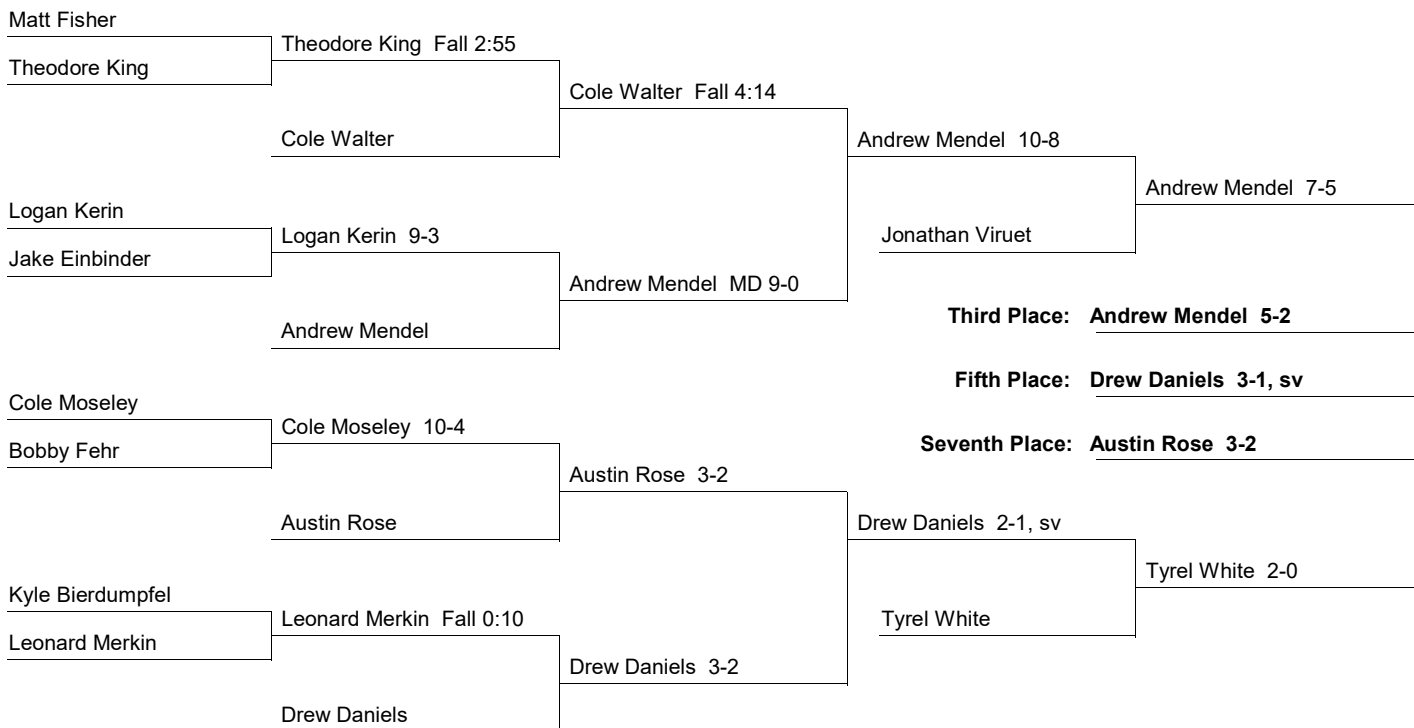 Matt Fisher
Theodore King Fall 2:55
Theodore King
Cole Walter Fall 4:14
Cole Walter
Andrew Mendel 10-8
Andrew Mendel 7-5
Logan Kerin
Logan Kerin 9-3
Jonathan Viruet
Jake Einbinder
Andrew Mendel MD 9-0
Third Place: Andrew Mendel 5-2
Andrew Mendel
Fifth Place: Drew Daniels 3-1, sv
Cole Moseley
Cole Moseley 10-4
Seventh Place: Austin Rose 3-2
Bobby Fehr
Austin Rose 3-2
Austin Rose
Drew Daniels 2-1, sv
Tyrel White 2-0
Kyle Bierdumpfel
Leonard Merkin Fall 0:10
Tyrel White
Leonard Merkin
Drew Daniels 3-2
Drew Daniels